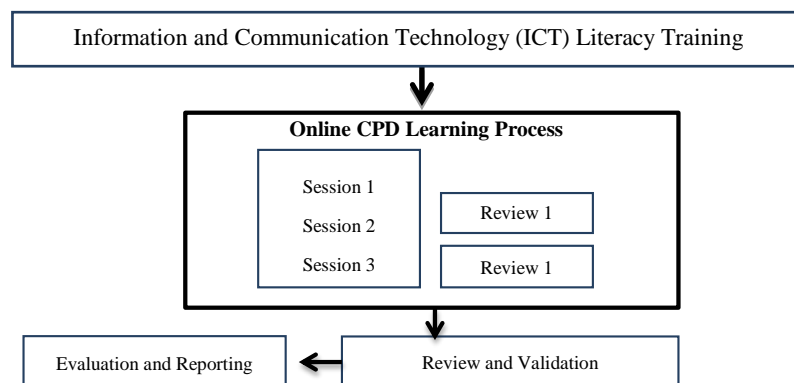 Information and Communication Technology (ICT) Literacy Training
Online CPD Learning Process
Session 1
Session 2
Session 3
Review 1
Review 1
Evaluation and Reporting
Review and Validation